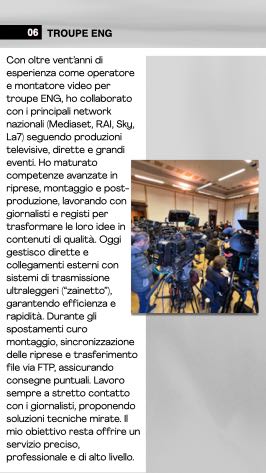 06 TROUPE ENG
Con oltre vent'anni di
esperienza come operatore
e montatore video per
troupe ENG, ho collaborato
con i principali network
nazionali (Mediaset, RAI, Sky,
La7) seguendo produzioni
televisive, dirette e grandi
eventi. Ho maturato
competenze avanzate in
riprese, montaggio e post-
produzione, lavorando con
giornalisti e registi per
trasformare le loro idee in
contenuti di qualità. Oggi
gestisco dirette e
collegamenti esterni con
sistemi di trasmissione
ultraleggeri ("zainetto"),
garantendo efficienza e
rapidità. Durante gli
spostamenti curo
montaggio, sincronizzazione
delle riprese e trasferimento
file via FTP, assicurando
consegne puntuali. Lavoro
sempre a stretto contatto
con i giornalisti, proponendo
soluzioni tecniche mirate. Il
mio obiettivo resta offrire un
servizio preciso,
professionale e di alto livello.